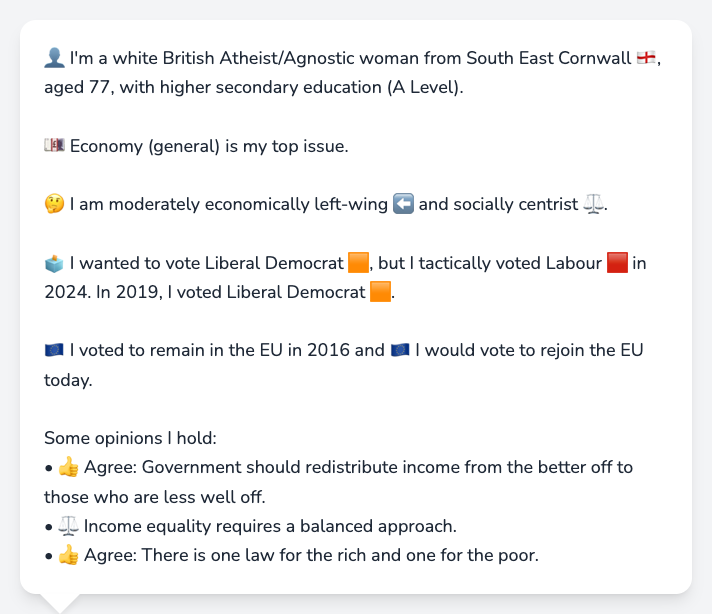 👤 I'm a white British Atheist/Agnostic woman from South East Cornwall 🏴󠁧󠁢󠁥󠁮󠁧󠁿,
aged 77, with higher secondary education (A Level).
💷 Economy (general) is my top issue.
🤔 I am moderately economically left-wing ⬅️ and socially centrist ⚖️.
🗳️ I wanted to vote Liberal Democrat 🟧, but I tactically voted Labour 🟥 in
2024. In 2019, I voted Liberal Democrat 🟧.
🇪🇺 I voted to remain in the EU in 2016 and 🇪🇺 I would vote to rejoin the EU
today.
Some opinions I hold:
• 👍 Agree: Government should redistribute income from the better off to
those who are less well off.
• ⚖️ Income equality requires a balanced approach.
• 👍 Agree: There is one law for the rich and one for the poor.